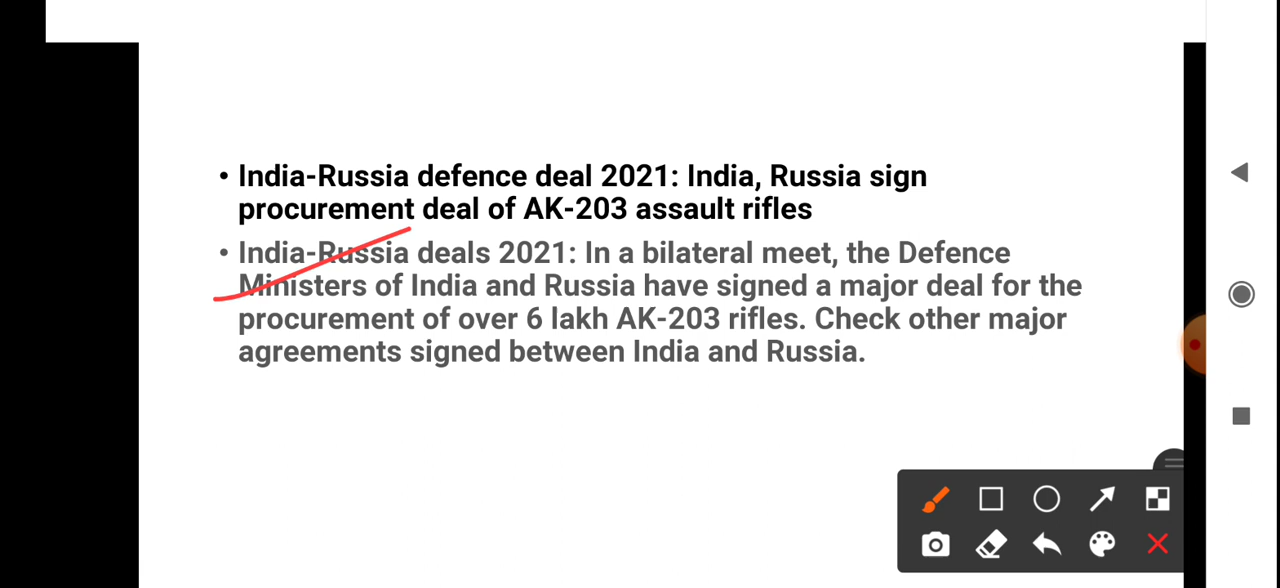 • India-Russia defence deal 2021: India, Russia sign
procurement deal of AK-203 assault rifles
• India-Russia deals 2021: In a bilateral meet, the Defence
Ministers of India and Russia have signed a major deal for the
procurement of over 6 lakh AK-203 rifles. Check other major
agreements signed between India and Russia.